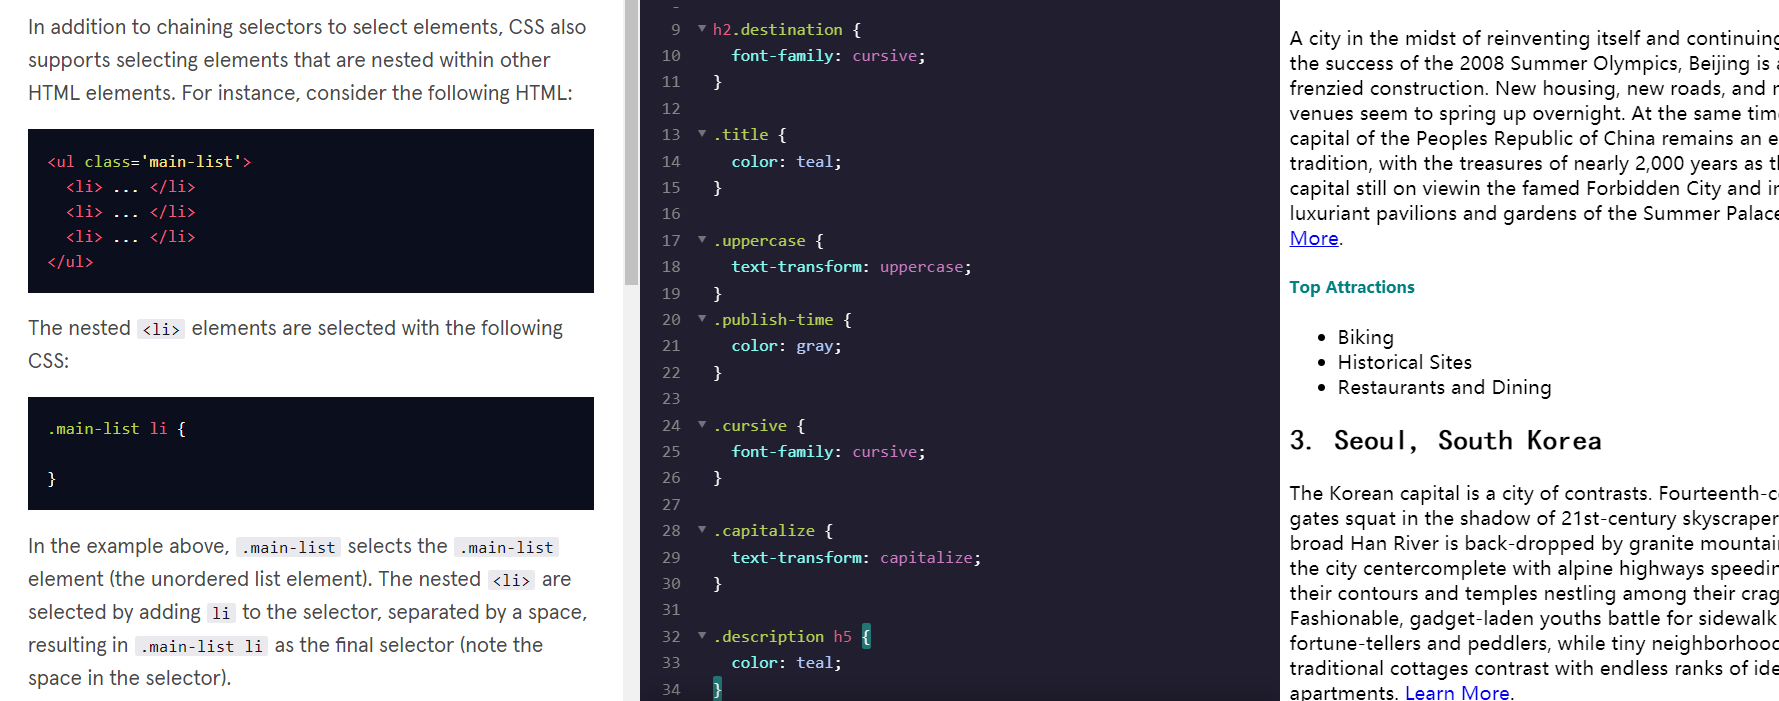 In addition to chaining selectors to select elements, CSS also
supports selecting elements that are nested within other
HTML elements. For instance, consider the following HTML:
<ul class='main-list'>
  <li> ... </li>
  <li> ... </li>
  <li> ... </li>
</ul>
The nested <li> elements are selected with the following
CSS:
.main-list li {

}
In the example above, .main-list selects the .main-list
element (the unordered list element). The nested <li> are
selected by adding li to the selector, separated by a space,
resulting in .main-list li as the final selector (note the
space in the selector).
9 h2.destination {
10   font-family: cursive;
11 }
12
13 .title {
14   color: teal;
15 }
16
17 .uppercase {
18   text-transform: uppercase;
19 }
20 .publish-time {
21   color: gray;
22 }
23
24 .cursive {
25   font-family: cursive;
26 }
27
28 .capitalize {
29   text-transform: capitalize;
30 }
31
32 .description h5 {
33   color: teal;
34 }
A city in the midst of reinventing itself and continuing
the success of the 2008 Summer Olympics, Beijing is
frenzied construction. New housing, new roads, and
venues seem to spring up overnight. At the same
capital of the Peoples Republic of China remains an
tradition, with the treasures of nearly 2,000 years as
capital still on viewin the famed Forbidden City and
luxuriant pavilions and gardens of the Summer Palace
More.
Top Attractions
• Biking
• Historical Sites
• Restaurants and Dining
3. Seoul, South Korea
The Korean capital is a city of contrasts.
gates squat in the shadow of 21st-century
broad Han River is back-dropped by granite
the city centercomplete with alpine highways
their contours and temples nestling among their
Fashionable, gadget-laden youths battle for sidewalk
fortune-tellers and peddlers, while tiny
traditional cottages contrast with endless ranks of
apartments. Learn More.